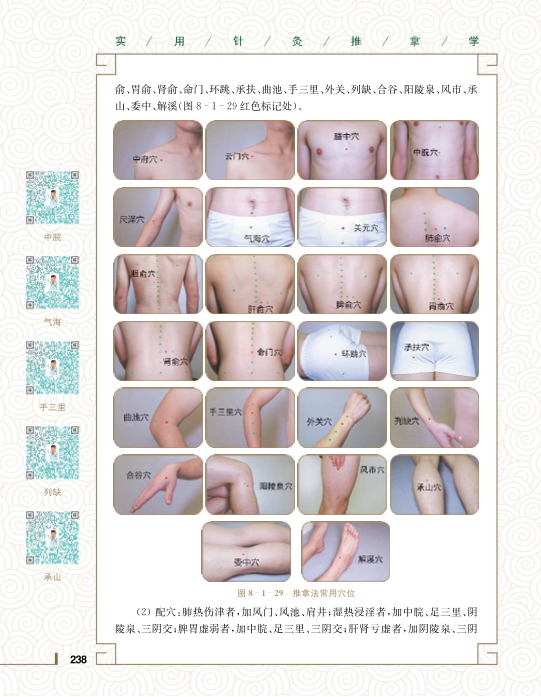 实 / 用 / 针 / 灸 / 推 / 拿 / 学
俞、胃俞、肾俞、命门、环跳、承扶、曲池、手三里、外关、列缺、合谷、阳陵泉、风市、承
山、委中、解溪(图 8-1-29 红色标记处)。
中府穴
云门穴
膻中穴
中脘穴
尺泽穴
气海穴
关元穴
肺俞穴
肝俞穴
脾俞穴
胃俞穴
肾俞穴
命门穴
环跳穴
承扶穴
曲池穴
手三里穴
外关穴
列缺穴
合谷穴
阳陵泉穴
风市穴
承山穴
委中穴
解溪穴
中脘
气海
手三里
列缺
承山
图 8-1-29 推拿法常用穴位
(2) 配穴:肺热伤津者,加风门、风池、肩井;湿热浸淫者,加中脘、足三里、阴
陵泉、三阴交;脾胃虚弱者,加中脘、足三里、三阴交;肝肾亏虚者,加阴陵泉、三阴
238